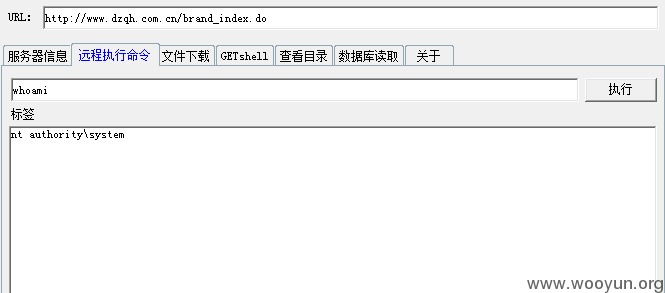 URL: http://www.dzqh.com.cn/brand_index.do
服务器信息 远程执行命令 文件下载 GETshell 查看目录 数据库读取 关于
whoami 执行
标签
nt authority\system
www.wooyun.org